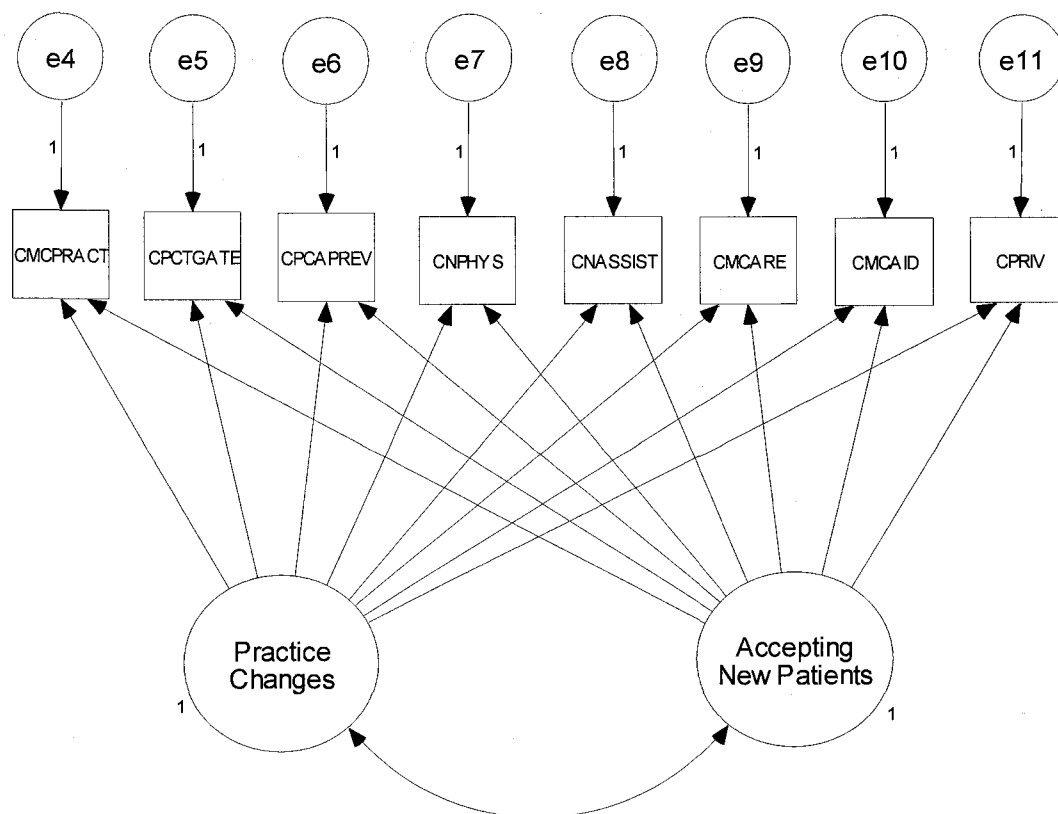 e4 e5 e6 e7 e8 e9 e10 e11
1 1 1 1 1 1 1 1
CMCPRACT CPCTGATE CPCAPREV CNPHYS CNASSIST CMCARE CMCAID CPRIV
Practice
Changes
1
Accepting
New Patients
1